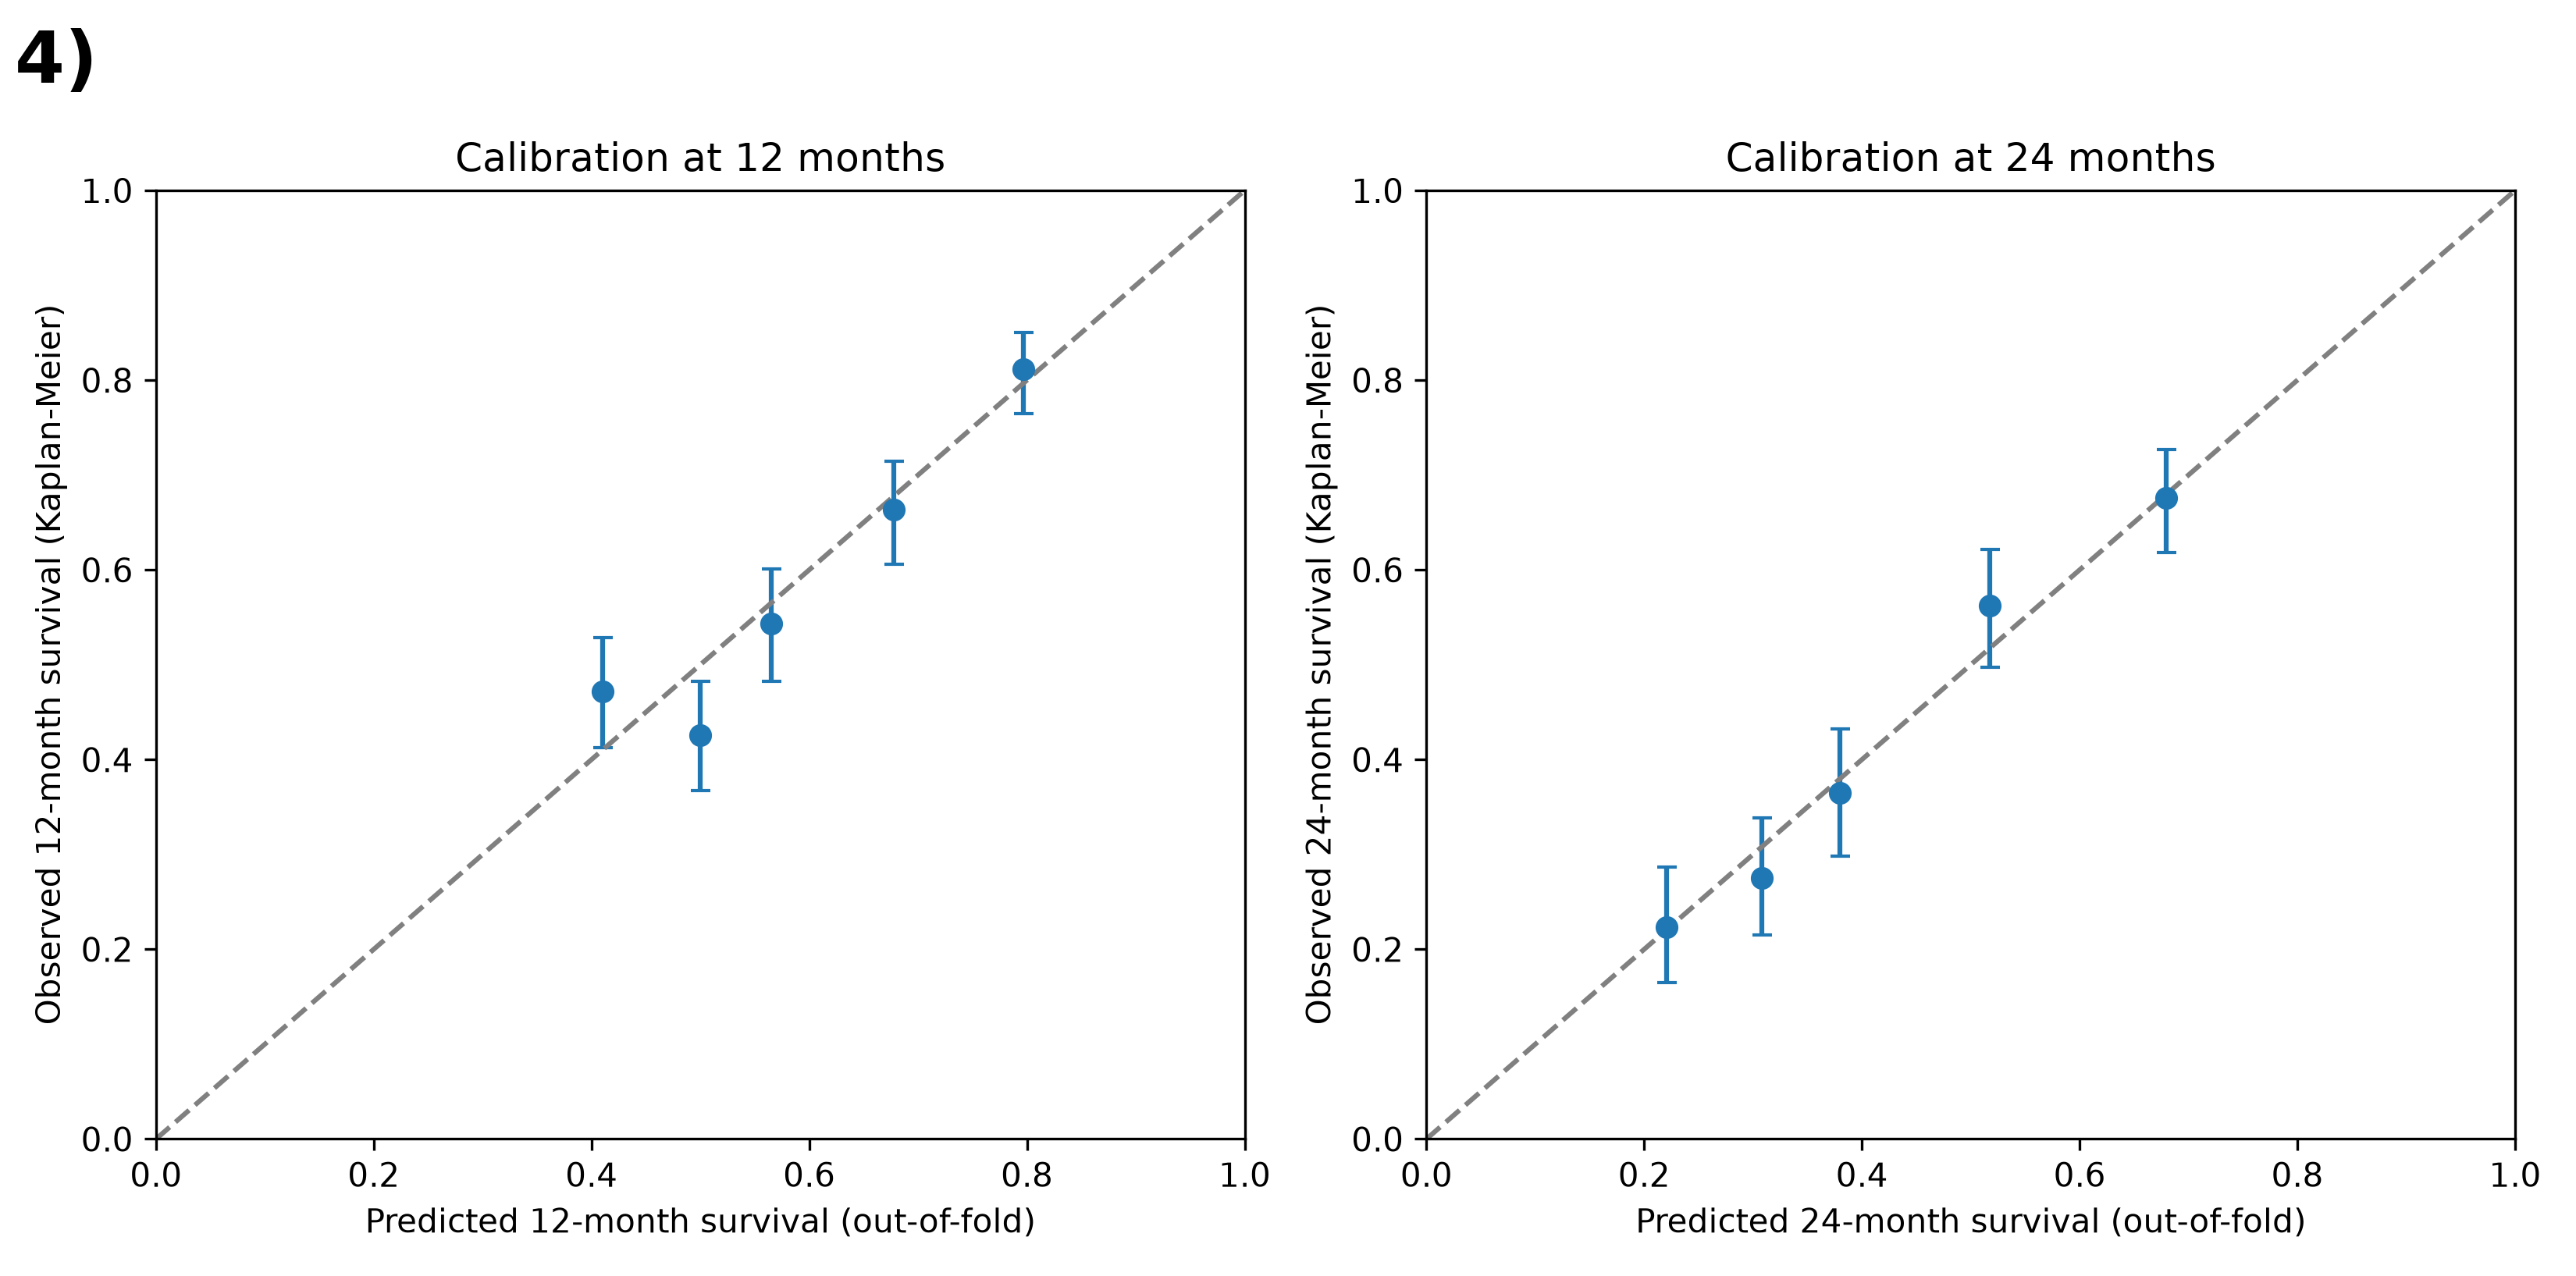 4)
Calibration at 12 months
Observed 12-month survival (Kaplan-Meier)
1.0
0.8
0.6
0.4
0.2
0.0
0.0 0.2 0.4 0.6 0.8 1.0
Predicted 12-month survival (out-of-fold)
Calibration at 24 months
Observed 24-month survival (Kaplan-Meier)
1.0
0.8
0.6
0.4
0.2
0.0
0.0 0.2 0.4 0.6 0.8 1.0
Predicted 24-month survival (out-of-fold)